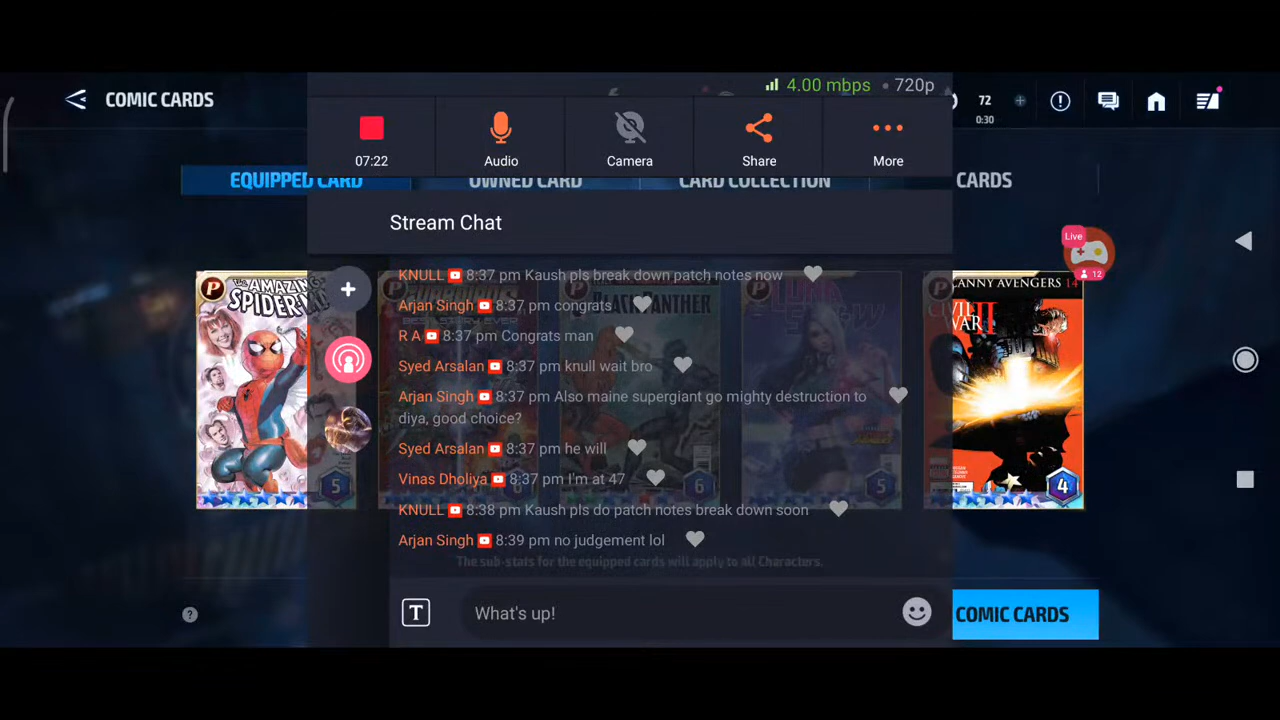 4.00 mbps • 720p
COMIC CARDS
72
0:30
07:22
Audio
Camera
Share
More
EQUIPPED CARD
OWNED CARD
CARD COLLECTION
CARDS
Stream Chat
Live
12
KNULL 8:37 pm Kaush pls break down patch notes now
Arjan Singh 8:37 pm congrats
R A 8:37 pm Congrats man
Syed Arsalan 8:37 pm knull wait bro
Arjan Singh 8:37 pm Also maine supergiant go mighty destruction to
diya, good choice?
Syed Arsalan 8:37 pm he will
Vinas Dholiya 8:37 pm I'm at 47
KNULL 8:38 pm Kaush pls do patch notes break down soon
Arjan Singh 8:39 pm no judgement lol
P
THE AMAZING
SPIDER-
5
BLACK PANTHER
6
LUNA
5
CANNY AVENGERS 14
CIVIL
WAR II
4
The sub-stats for the equipped cards will apply to all Characters.
?
T
What's up!
COMIC CARDS